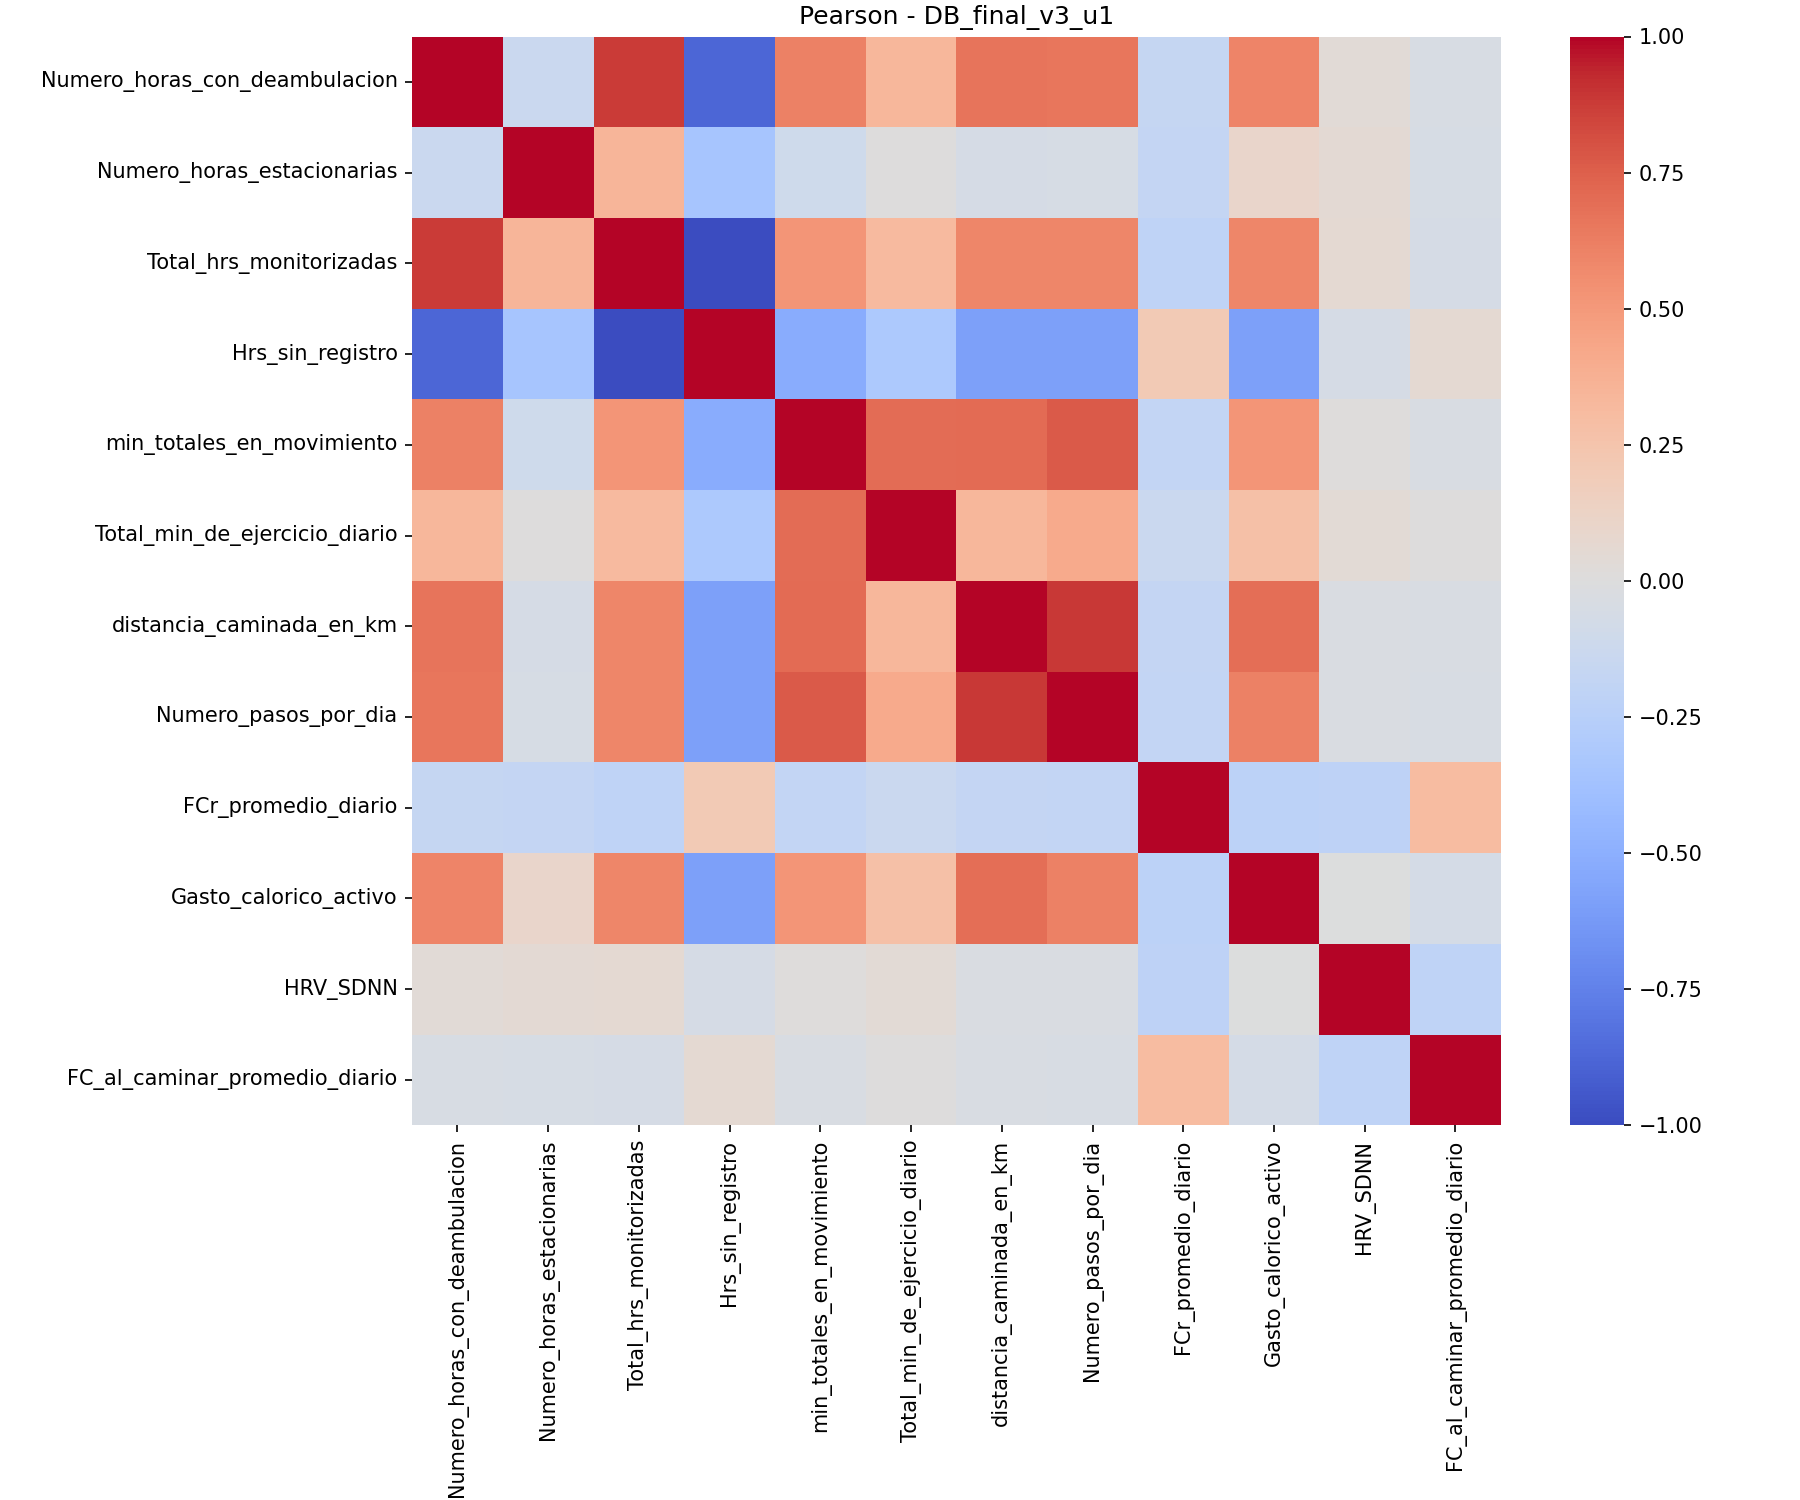 Pearson - DB_final_v3_u1
Numero_horas_con_deambulacion
Numero_horas_estacionarias
Total_hrs_monitorizadas
Hrs_sin_registro
min_totales_en_movimiento
Total_min_de_ejercicio_diario
distancia_caminada_en_km
Numero_pasos_por_dia
FCr_promedio_diario
Gasto_calorico_activo
HRV_SDNN
FC_al_caminar_promedio_diario
Numero_horas_con_deambulacion
Numero_horas_estacionarias
Total_hrs_monitorizadas
Hrs_sin_registro
min_totales_en_movimiento
Total_min_de_ejercicio_diario
distancia_caminada_en_km
Numero_pasos_por_dia
FCr_promedio_diario
Gasto_calorico_activo
HRV_SDNN
FC_al_caminar_promedio_diario
1.00
0.75
0.50
0.25
0.00
−0.25
−0.50
−0.75
−1.00